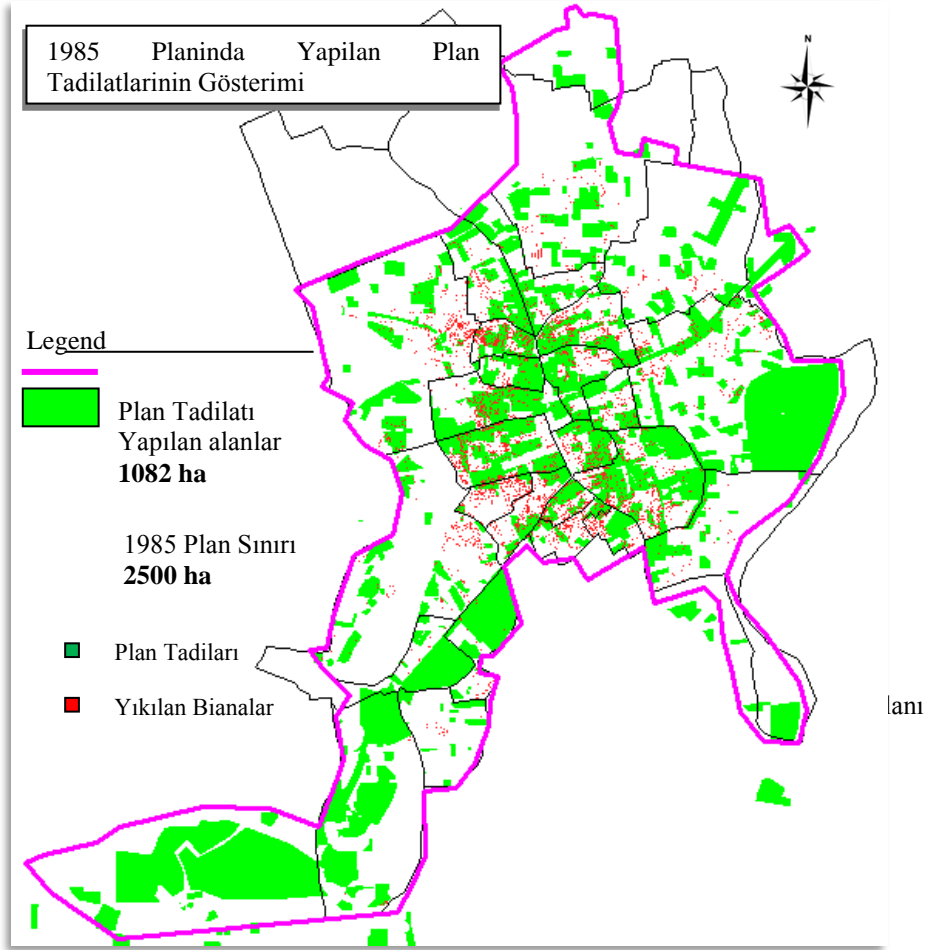 1985 Planinda Yapilan Plan
Tadilatlarinin Gösterimi
N
Legend
Plan Tadilatı
Yapılan alanlar
1082 ha
1985 Plan Sınırı
2500 ha
Plan Tadiları
Yıkılan Bianalar
lanı